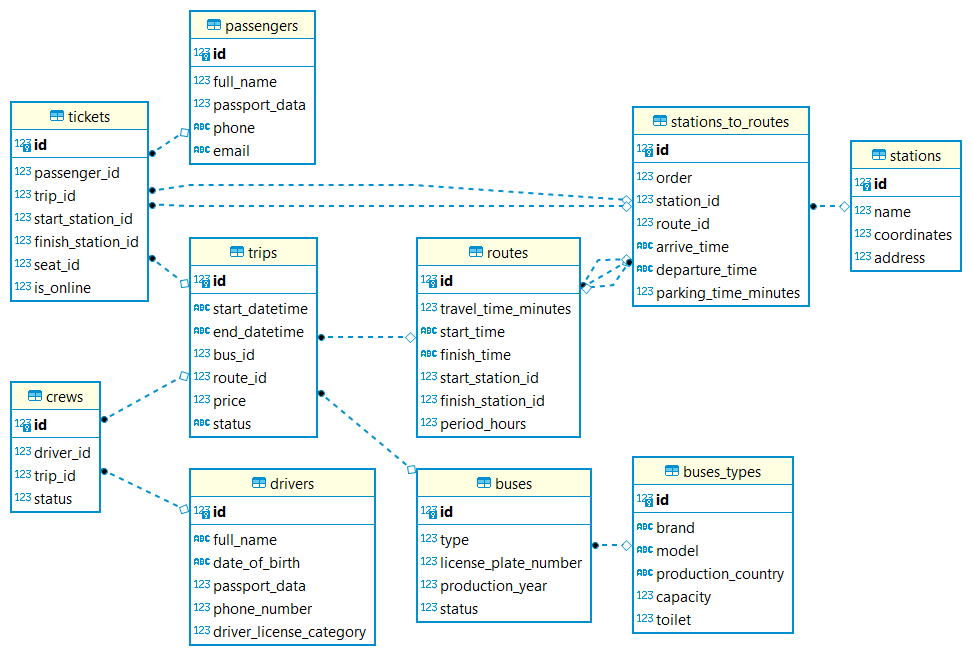 passengers
123 id
123 full_name
123 passport_data
ABC phone
ABC email
tickets
123 id
123 passenger_id
123 trip_id
123 start_station_id
123 finish_station_id
123 seat_id
123 is_online
stations_to_routes
123 id
123 order
123 station_id
123 route_id
ABC arrive_time
ABC departure_time
123 parking_time_minutes
stations
123 id
123 name
123 coordinates
123 address
trips
123 id
ABC start_datetime
ABC end_datetime
123 bus_id
123 route_id
123 price
ABC status
routes
123 id
123 travel_time_minutes
ABC start_time
ABC finish_time
123 start_station_id
123 finish_station_id
123 period_hours
crews
123 id
123 driver_id
123 trip_id
123 status
drivers
123 id
ABC full_name
ABC date_of_birth
123 passport_data
123 phone_number
123 driver_license_category
buses
123 id
123 type
123 license_plate_number
123 production_year
123 status
buses_types
123 id
ABC brand
ABC model
ABC production_country
123 capacity
123 toilet